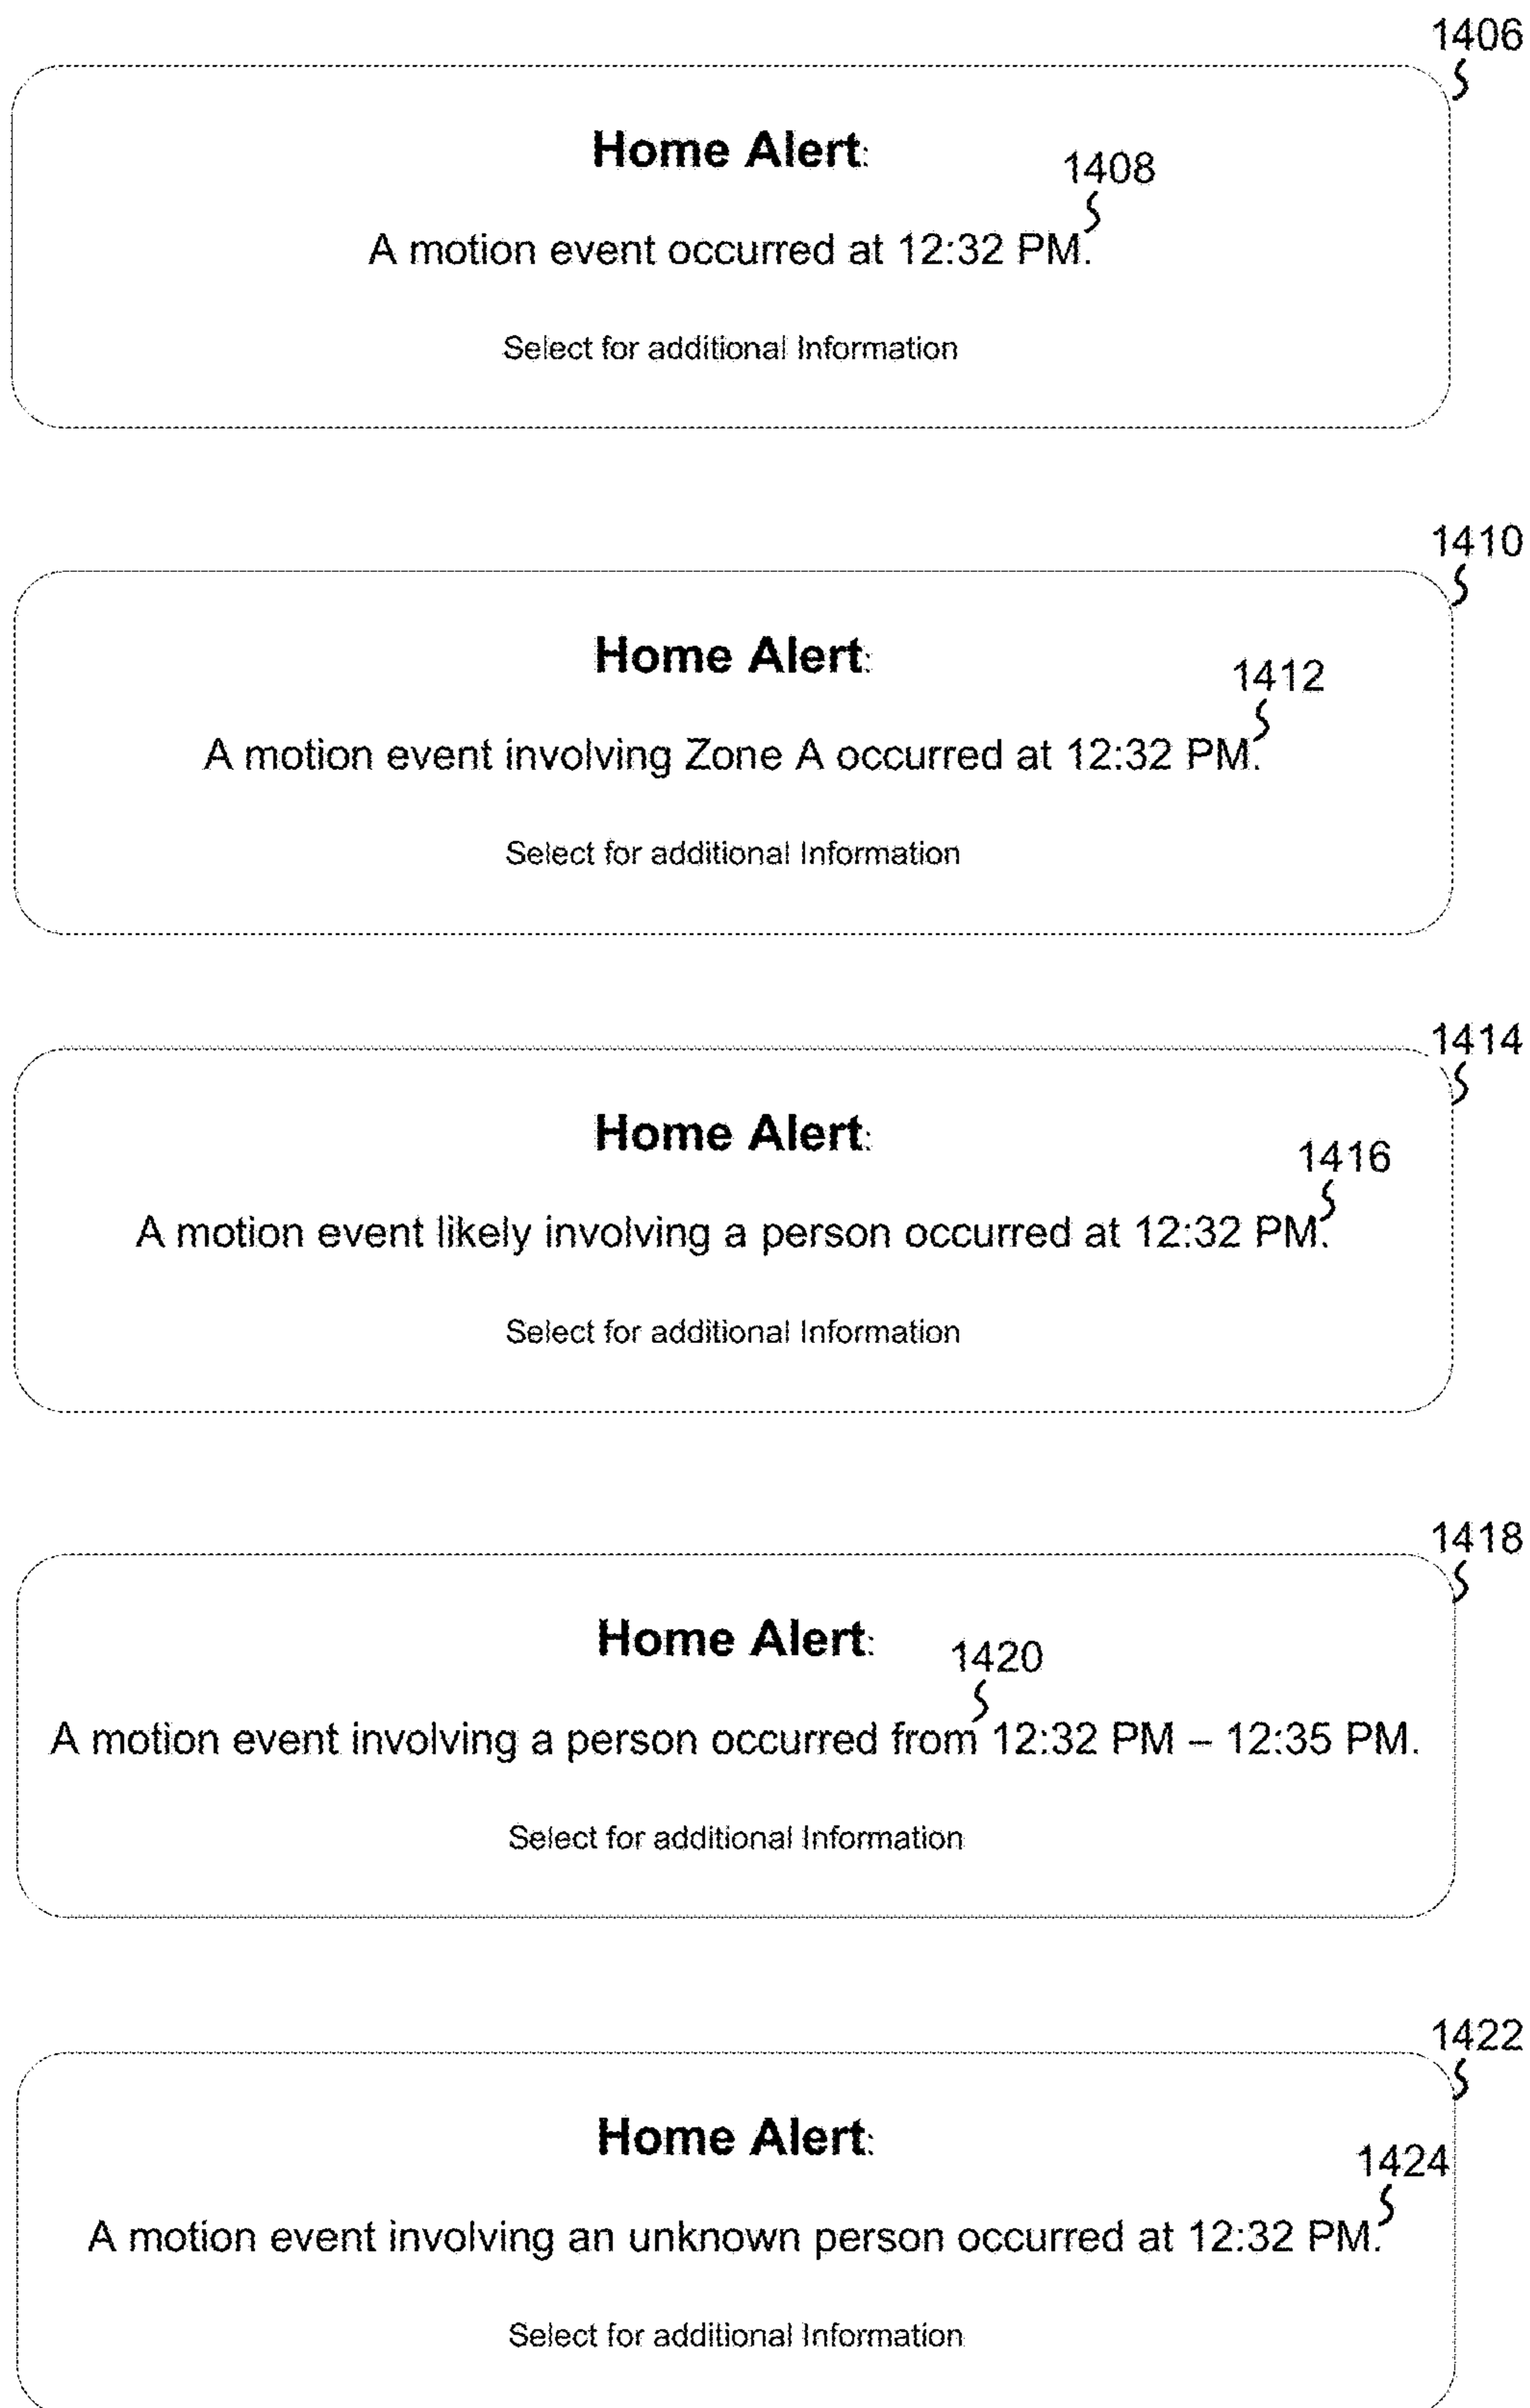 1406
Home Alert:
1408
A motion event occurred at 12:32 PM.
Select for additional Information
1410
Home Alert:
1412
A motion event involving Zone A occurred at 12:32 PM.
Select for additional Information
1414
Home Alert:
1416
A motion event likely involving a person occurred at 12:32 PM.
Select for additional Information
1418
Home Alert:
1420
A motion event involving a person occurred from 12:32 PM – 12:35 PM.
Select for additional Information
1422
Home Alert:
1424
A motion event involving an unknown person occurred at 12:32 PM.
Select for additional Information